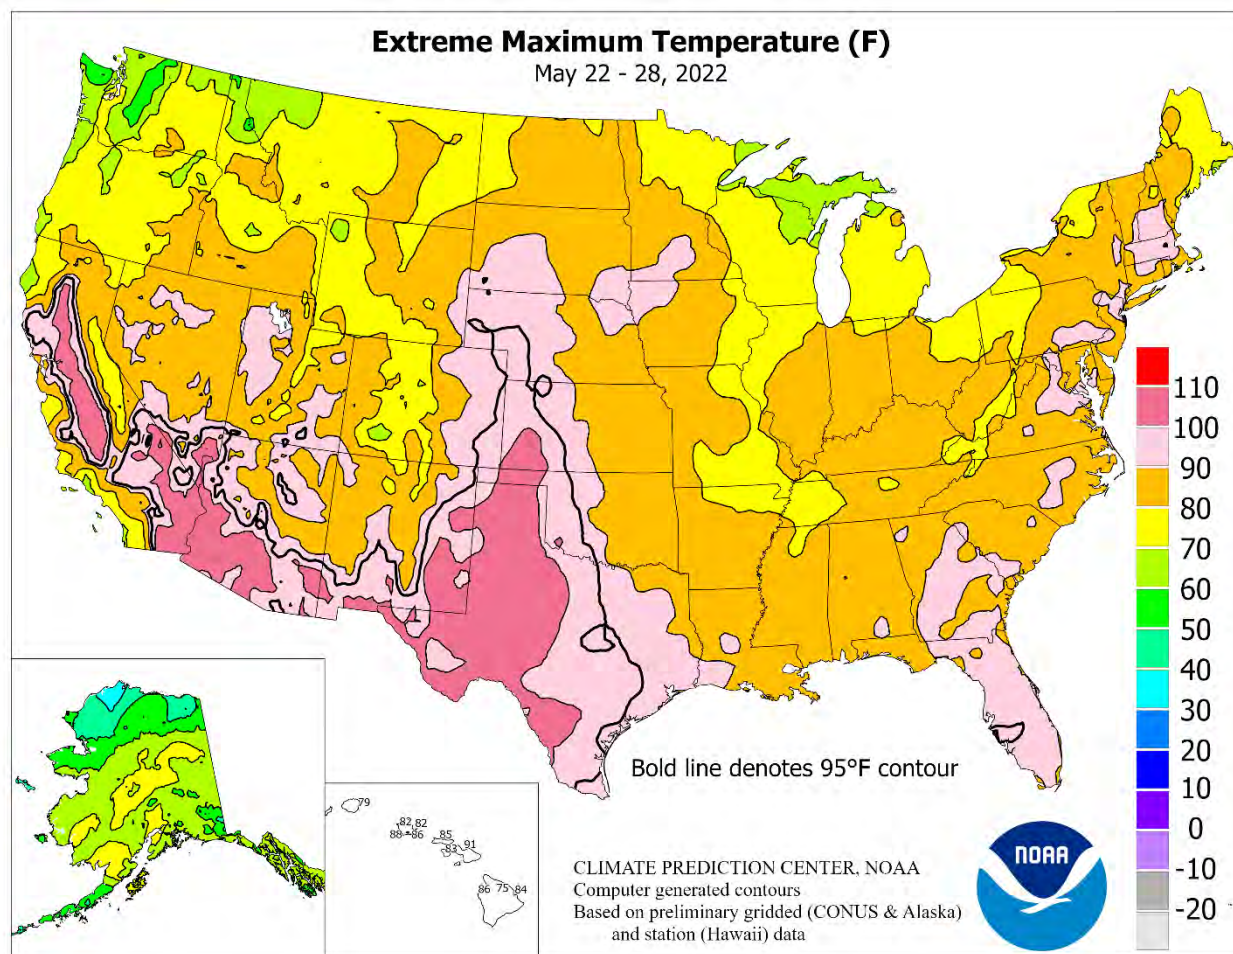 Extreme Maximum Temperature (F)
May 22 - 28, 2022
110
100
90
80
70
60
50
40
30
20
10
0
-10
-20
Bold line denotes 95°F contour
79
82 82
88 86
85
83
91
86 75 84
CLIMATE PREDICTION CENTER, NOAA
Computer generated contours
Based on preliminary gridded (CONUS & Alaska)
and station (Hawaii) data
NOAA